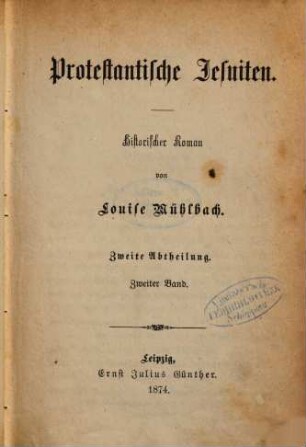 Protestantische Jesuiten.
Historischer Roman
von
Louise Mühlbach.
Zweite Abtheilung.
Zweiter Band.
Leipzig,
Ernst Julius Günther.
1874.